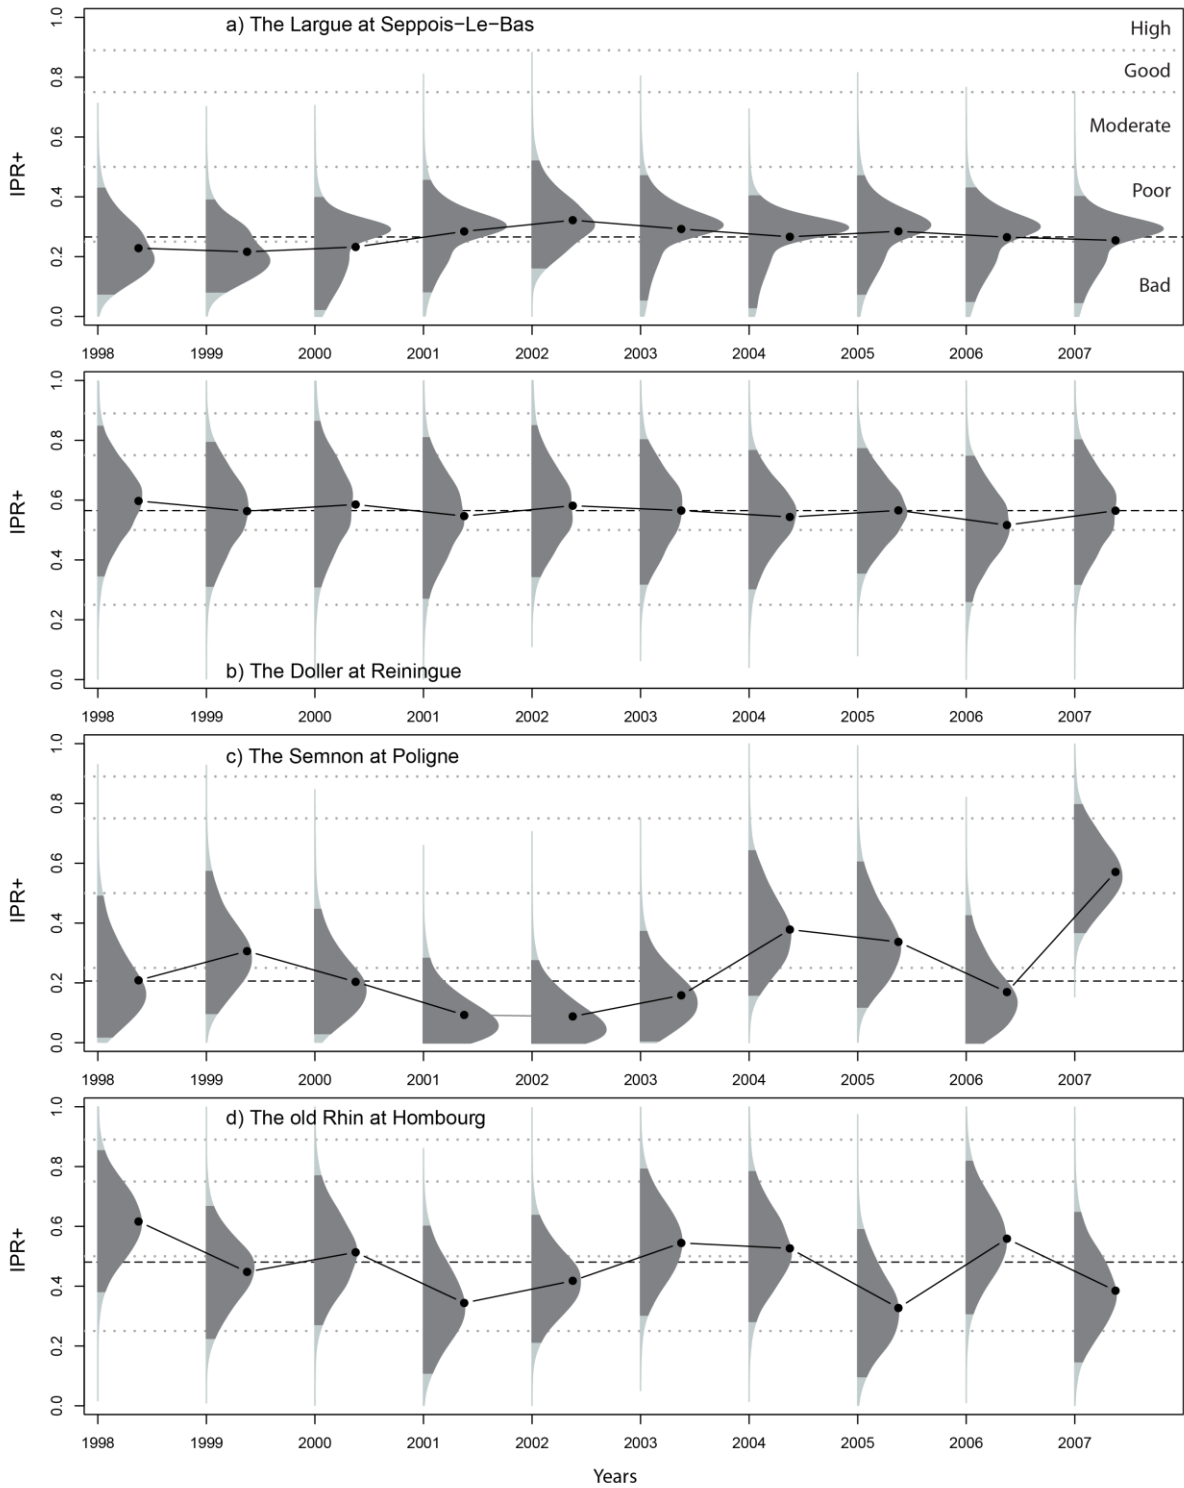 a) The Largue at Seppois−Le−Bas
High
Good
Moderate
Poor
Bad
IPR+
1.0
0.8
0.6
0.4
0.2
0.0
1998 1999 2000 2001 2002 2003 2004 2005 2006 2007
IPR+
1.0
0.8
0.6
0.4
0.2
0.0
b) The Doller at Reiningue
1998 1999 2000 2001 2002 2003 2004 2005 2006 2007
c) The Semnon at Poligne
IPR+
1.0
0.8
0.6
0.4
0.2
0.0
1998 1999 2000 2001 2002 2003 2004 2005 2006 2007
d) The old Rhin at Hombourg
IPR+
1.0
0.8
0.6
0.4
0.2
0.0
1998 1999 2000 2001 2002 2003 2004 2005 2006 2007
Years